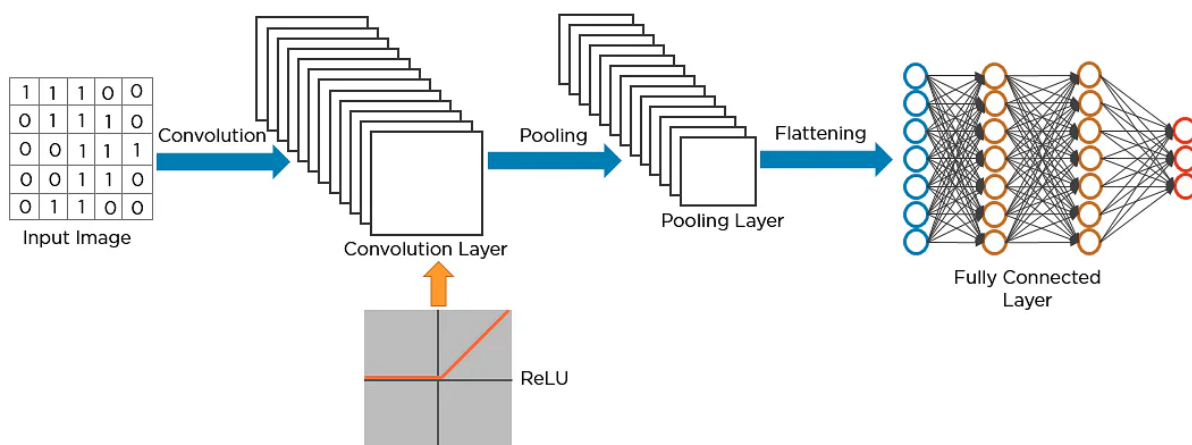 1 1 1 0 0
0 1 1 1 0
0 0 1 1 1
0 0 1 1 0
0 1 1 0 0
Input Image
Convolution
Convolution Layer
ReLU
Pooling
Pooling Layer
Flattening
Fully Connected
Layer